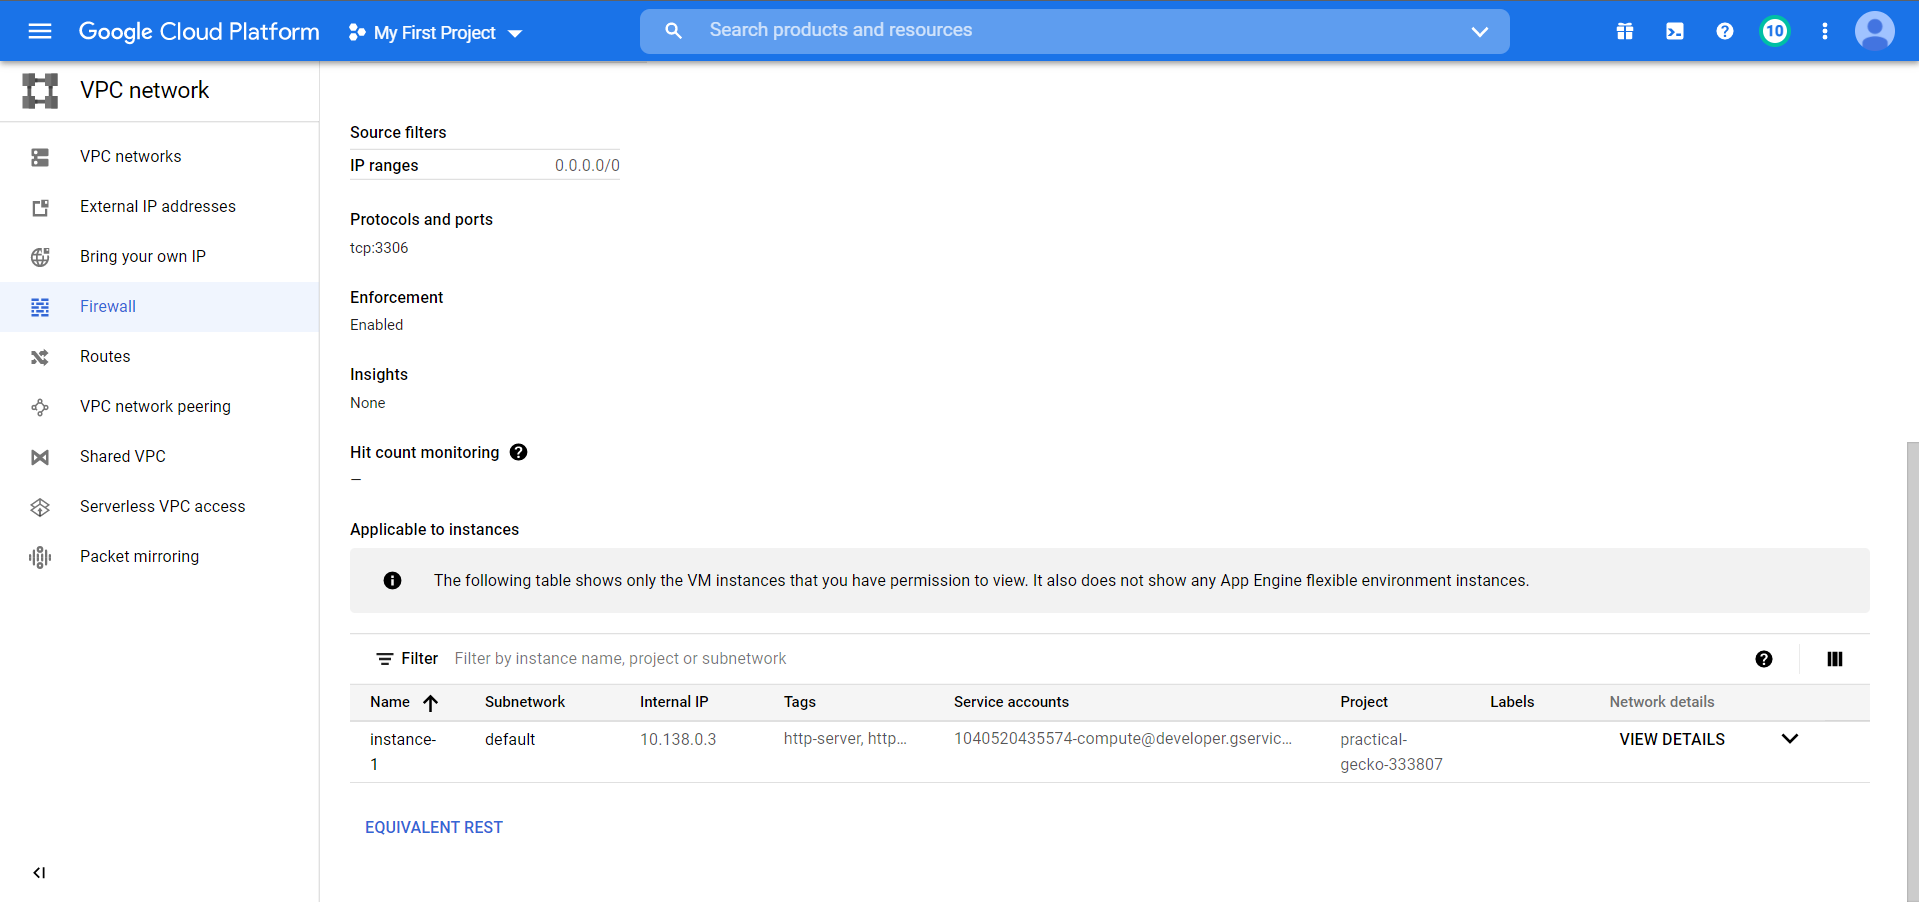 Google Cloud Platform
My First Project
Search products and resources
10
VPC network
VPC networks
External IP addresses
Bring your own IP
Firewall
Routes
VPC network peering
Shared VPC
Serverless VPC access
Packet mirroring
Source filters
IP ranges 0.0.0.0/0
Protocols and ports
tcp:3306
Enforcement
Enabled
Insights
None
Hit count monitoring
—
Applicable to instances
The following table shows only the VM instances that you have permission to view. It also does not show any App Engine flexible environment instances.
Filter Filter by instance name, project or subnetwork
Name Subnetwork Internal IP Tags Service accounts Project Labels Network details
instance- default 10.138.0.3 http-server, http... 1040520435574-compute@developer.gservic... practical- VIEW DETAILS
1 gecko-333807
EQUIVALENT REST